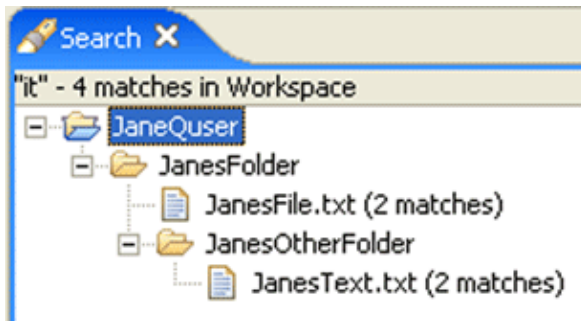 Search
"it" - 4 matches in Workspace
JaneQuser
JanesFolder
JanesFile.txt (2 matches)
JanesOtherFolder
JanesText.txt (2 matches)